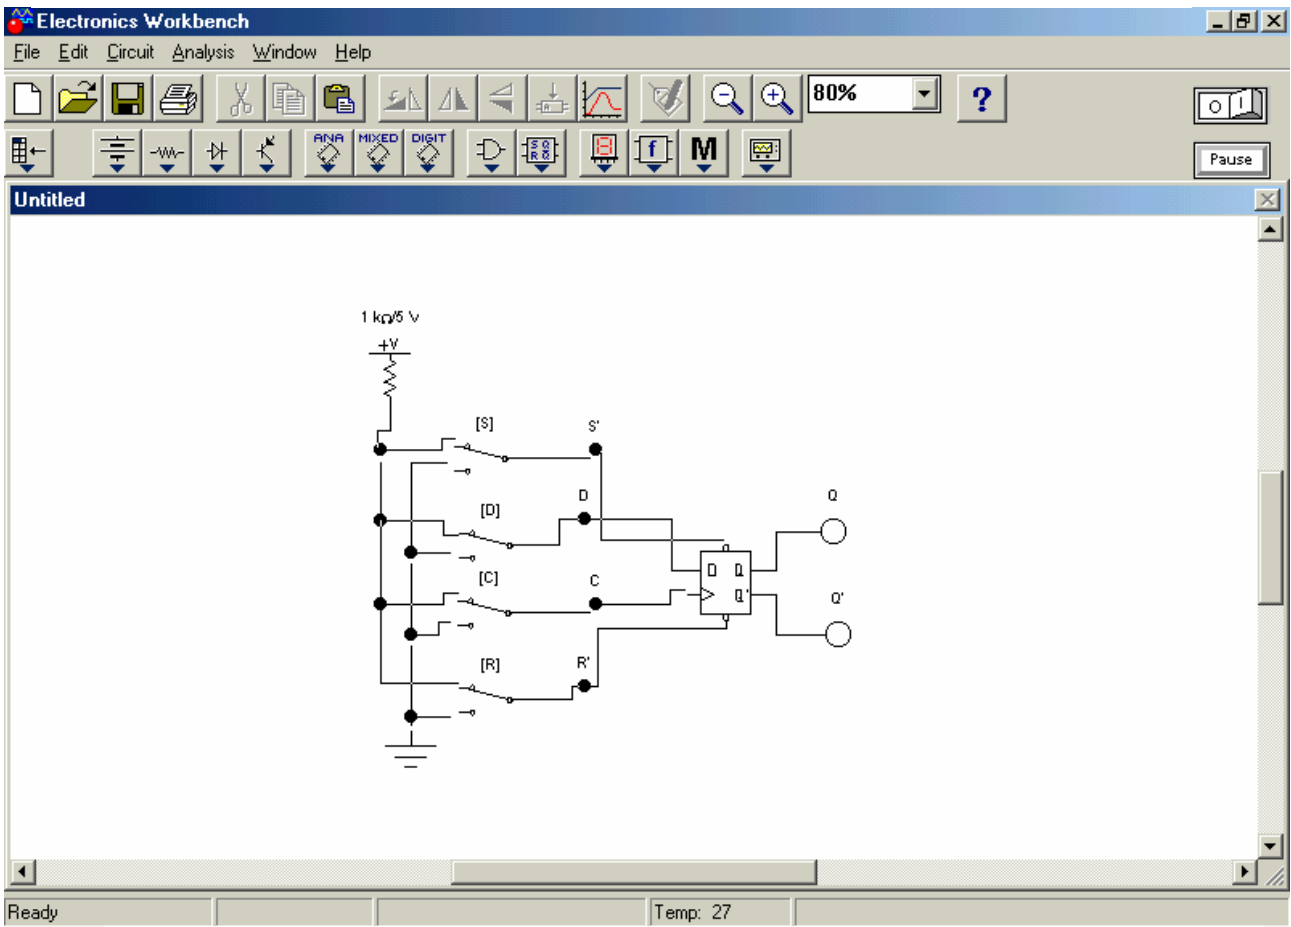 Electronics Workbench
File Edit Circuit Analysis Window Help
80% ?
ANA MIXED DIGIT
S Q
R Q
f M
Pause
Untitled
1 kΩ/5 V
+V
[S] S'
[D] D
[C] C
[R] R'
D Q
Q'
Q
Q'
Ready Temp: 27